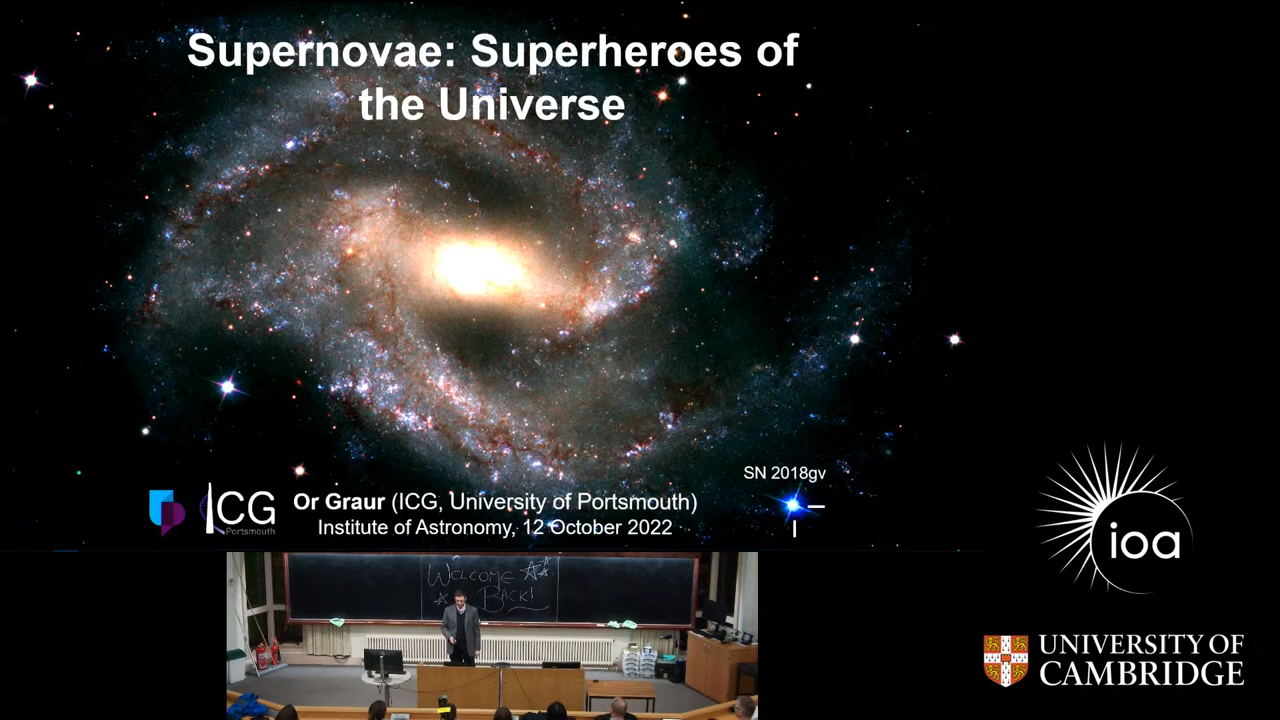 Supernovae: Superheroes of
the Universe
SN 2018gv
ICG
Portsmouth
Or Graur (ICG, University of Portsmouth)
Institute of Astronomy, 12 October 2022
WELCOME
BACK!
ioa
UNIVERSITY OF
CAMBRIDGE